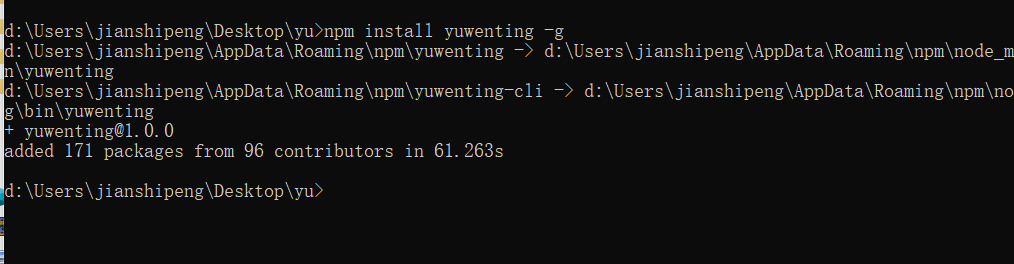 d:\Users\jianshipeng\Desktop\yu>npm install yuwenting -g
d:\Users\jianshipeng\AppData\Roaming\npm\yuwenting -> d:\Users\jianshipeng\AppData\Roaming\npm\node_m
n\yuwenting
d:\Users\jianshipeng\AppData\Roaming\npm\yuwenting-cli -> d:\Users\jianshipeng\AppData\Roaming\npm\no
g\bin\yuwenting
+ yuwenting@1.0.0
added 171 packages from 96 contributors in 61.263s
d:\Users\jianshipeng\Desktop\yu>